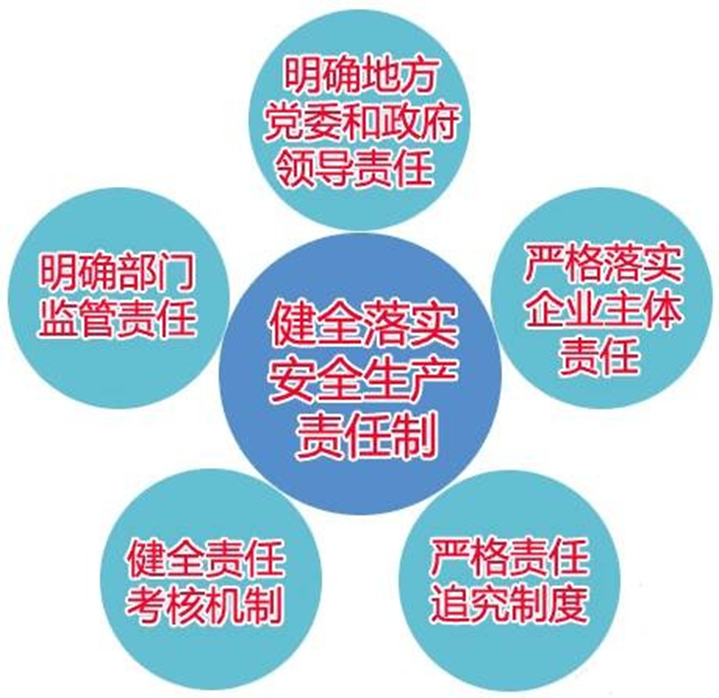 明确地方
党委和政府
领导责任
明确部门
监管责任
严格落实
企业主体
责任
健全落实
安全生产
责任制
健全责任
考核机制
严格责任
追究制度